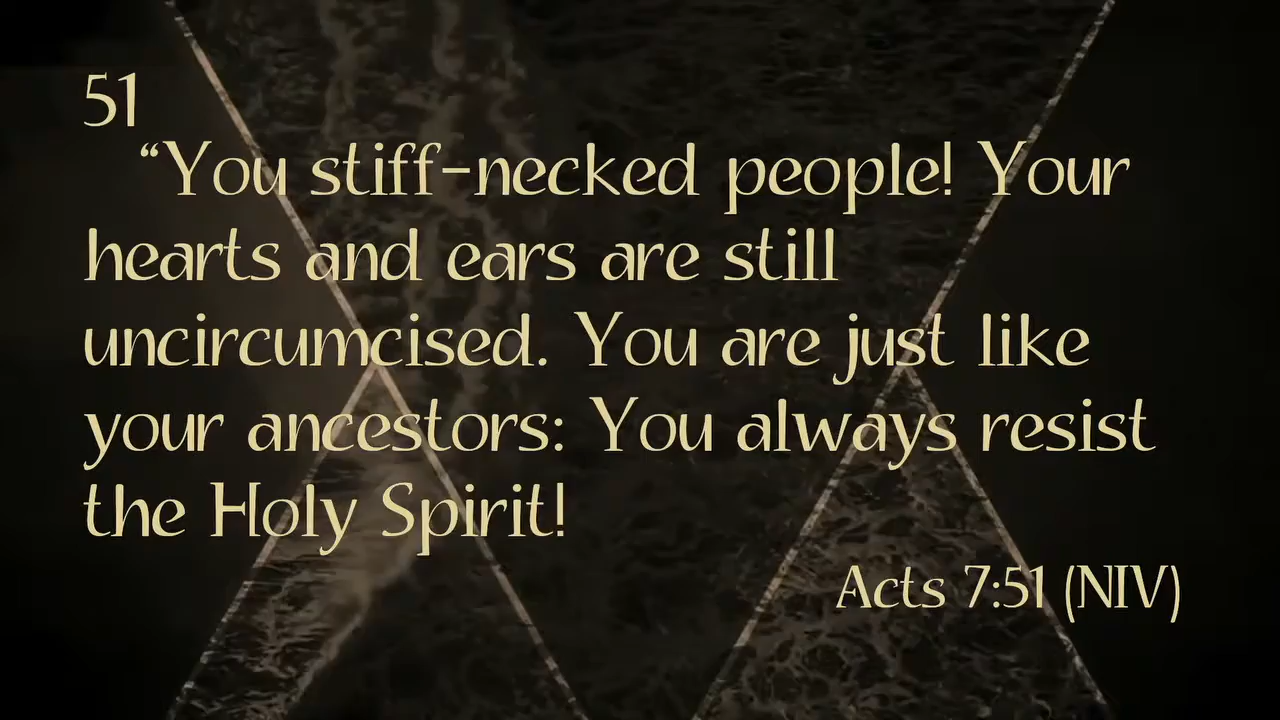 51
“You stiff-necked people! Your
hearts and ears are still
uncircumcised. You are just like
your ancestors: You always resist
the Holy Spirit!
Acts 7:51 (NIV)